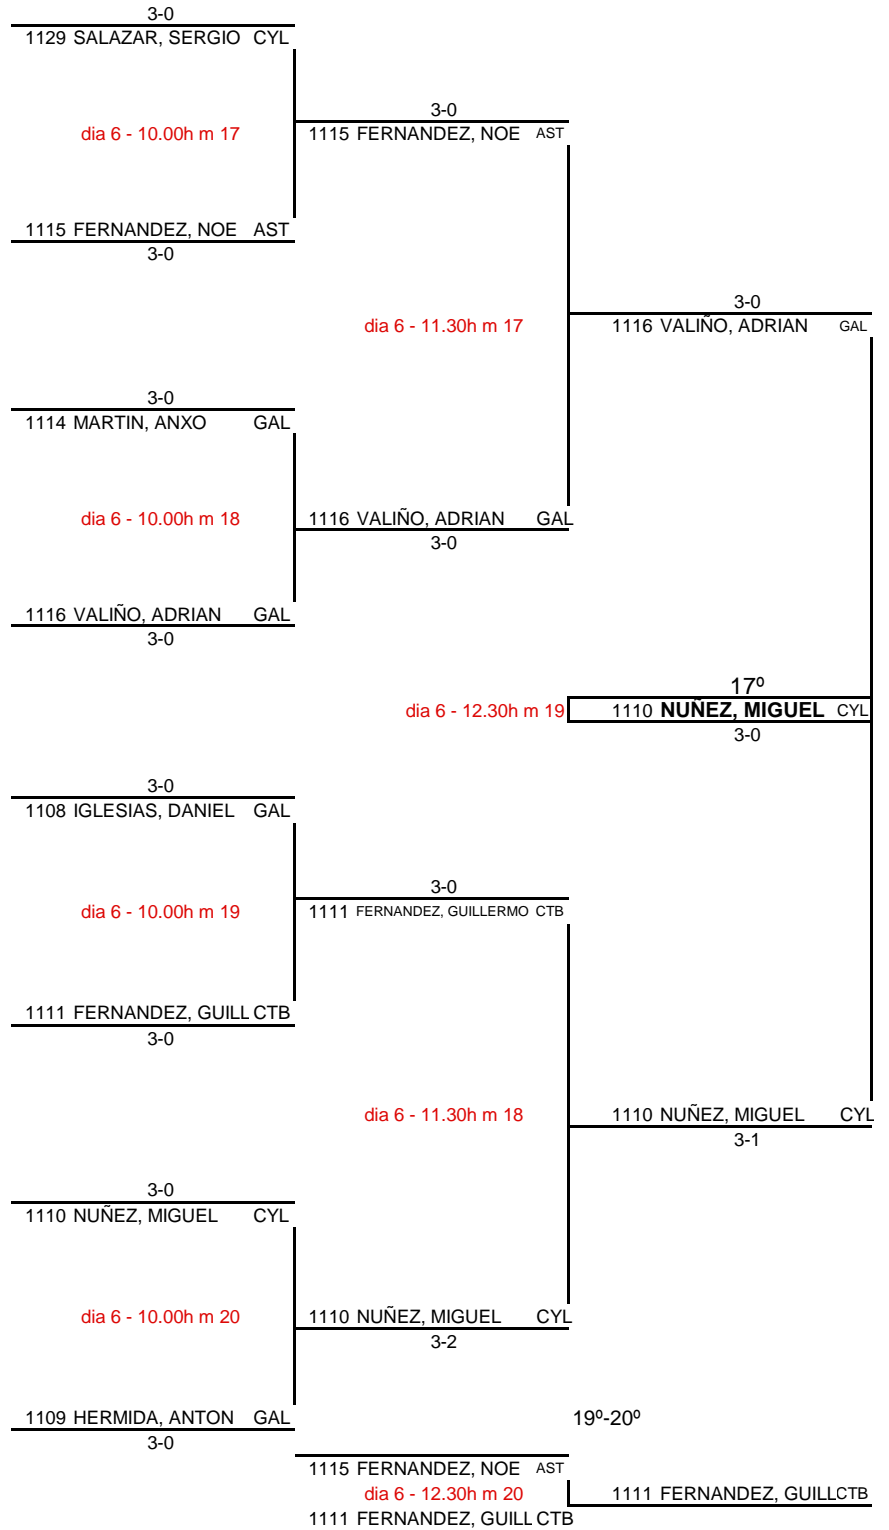 3-0
1129 SALAZAR, SERGIO CYL
3-0
dia 6 - 10.00h m 17
1115 FERNANDEZ, NOE AST
1115 FERNANDEZ, NOE AST
3-0
3-0
dia 6 - 11.30h m 17
1116 VALIÑO, ADRIAN GAL
3-0
1114 MARTIN, ANXO GAL
dia 6 - 10.00h m 18
1116 VALIÑO, ADRIAN GAL
3-0
1116 VALIÑO, ADRIAN GAL
3-0
17º
dia 6 - 12.30h m 19
1110 NUÑEZ, MIGUEL CYL
3-0
3-0
1108 IGLESIAS, DANIEL GAL
3-0
dia 6 - 10.00h m 19
1111 FERNANDEZ, GUILLERMO CTB
1111 FERNANDEZ, GUILL CTB
3-0
dia 6 - 11.30h m 18
1110 NUÑEZ, MIGUEL CYL
3-1
3-0
1110 NUÑEZ, MIGUEL CYL
dia 6 - 10.00h m 20
1110 NUÑEZ, MIGUEL CYL
3-2
1109 HERMIDA, ANTON GAL
19º-20º
3-0
1115 FERNANDEZ, NOE AST
dia 6 - 12.30h m 20
1111 FERNANDEZ, GUILL CTB
1111 FERNANDEZ, GUILL CTB